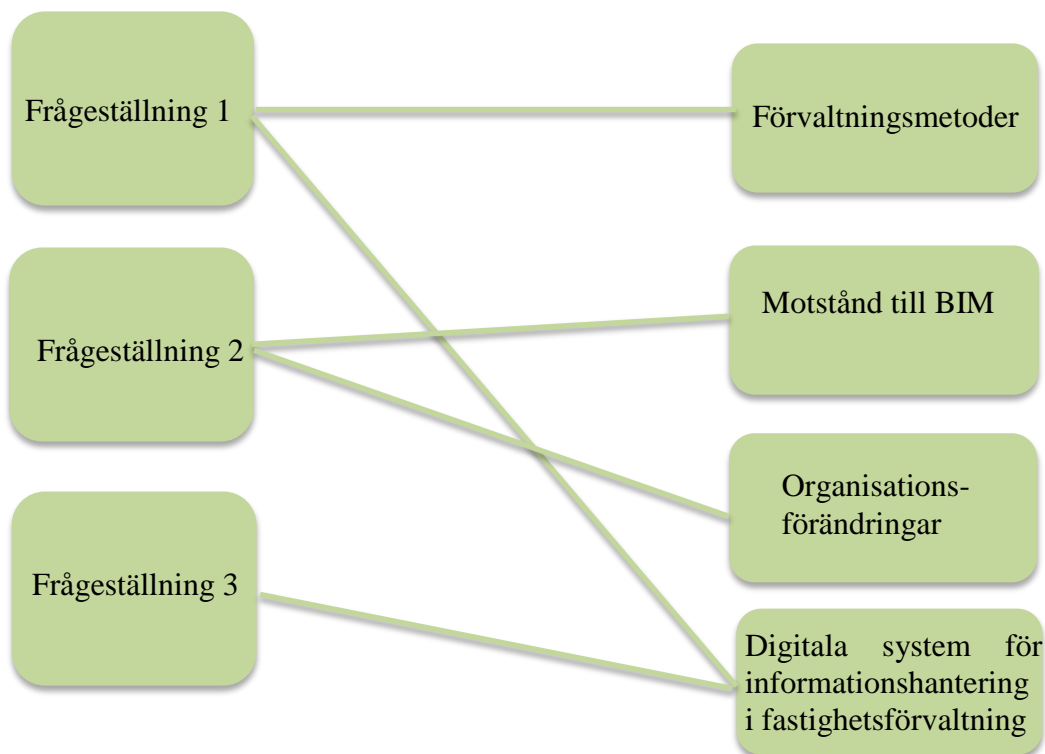 Frågeställning 1
Förvaltningsmetoder
Frågeställning 2
Motstånd till BIM
Organisations-
förändringar
Frågeställning 3
Digitala system för
informationshantering
i fastighetsförvaltning